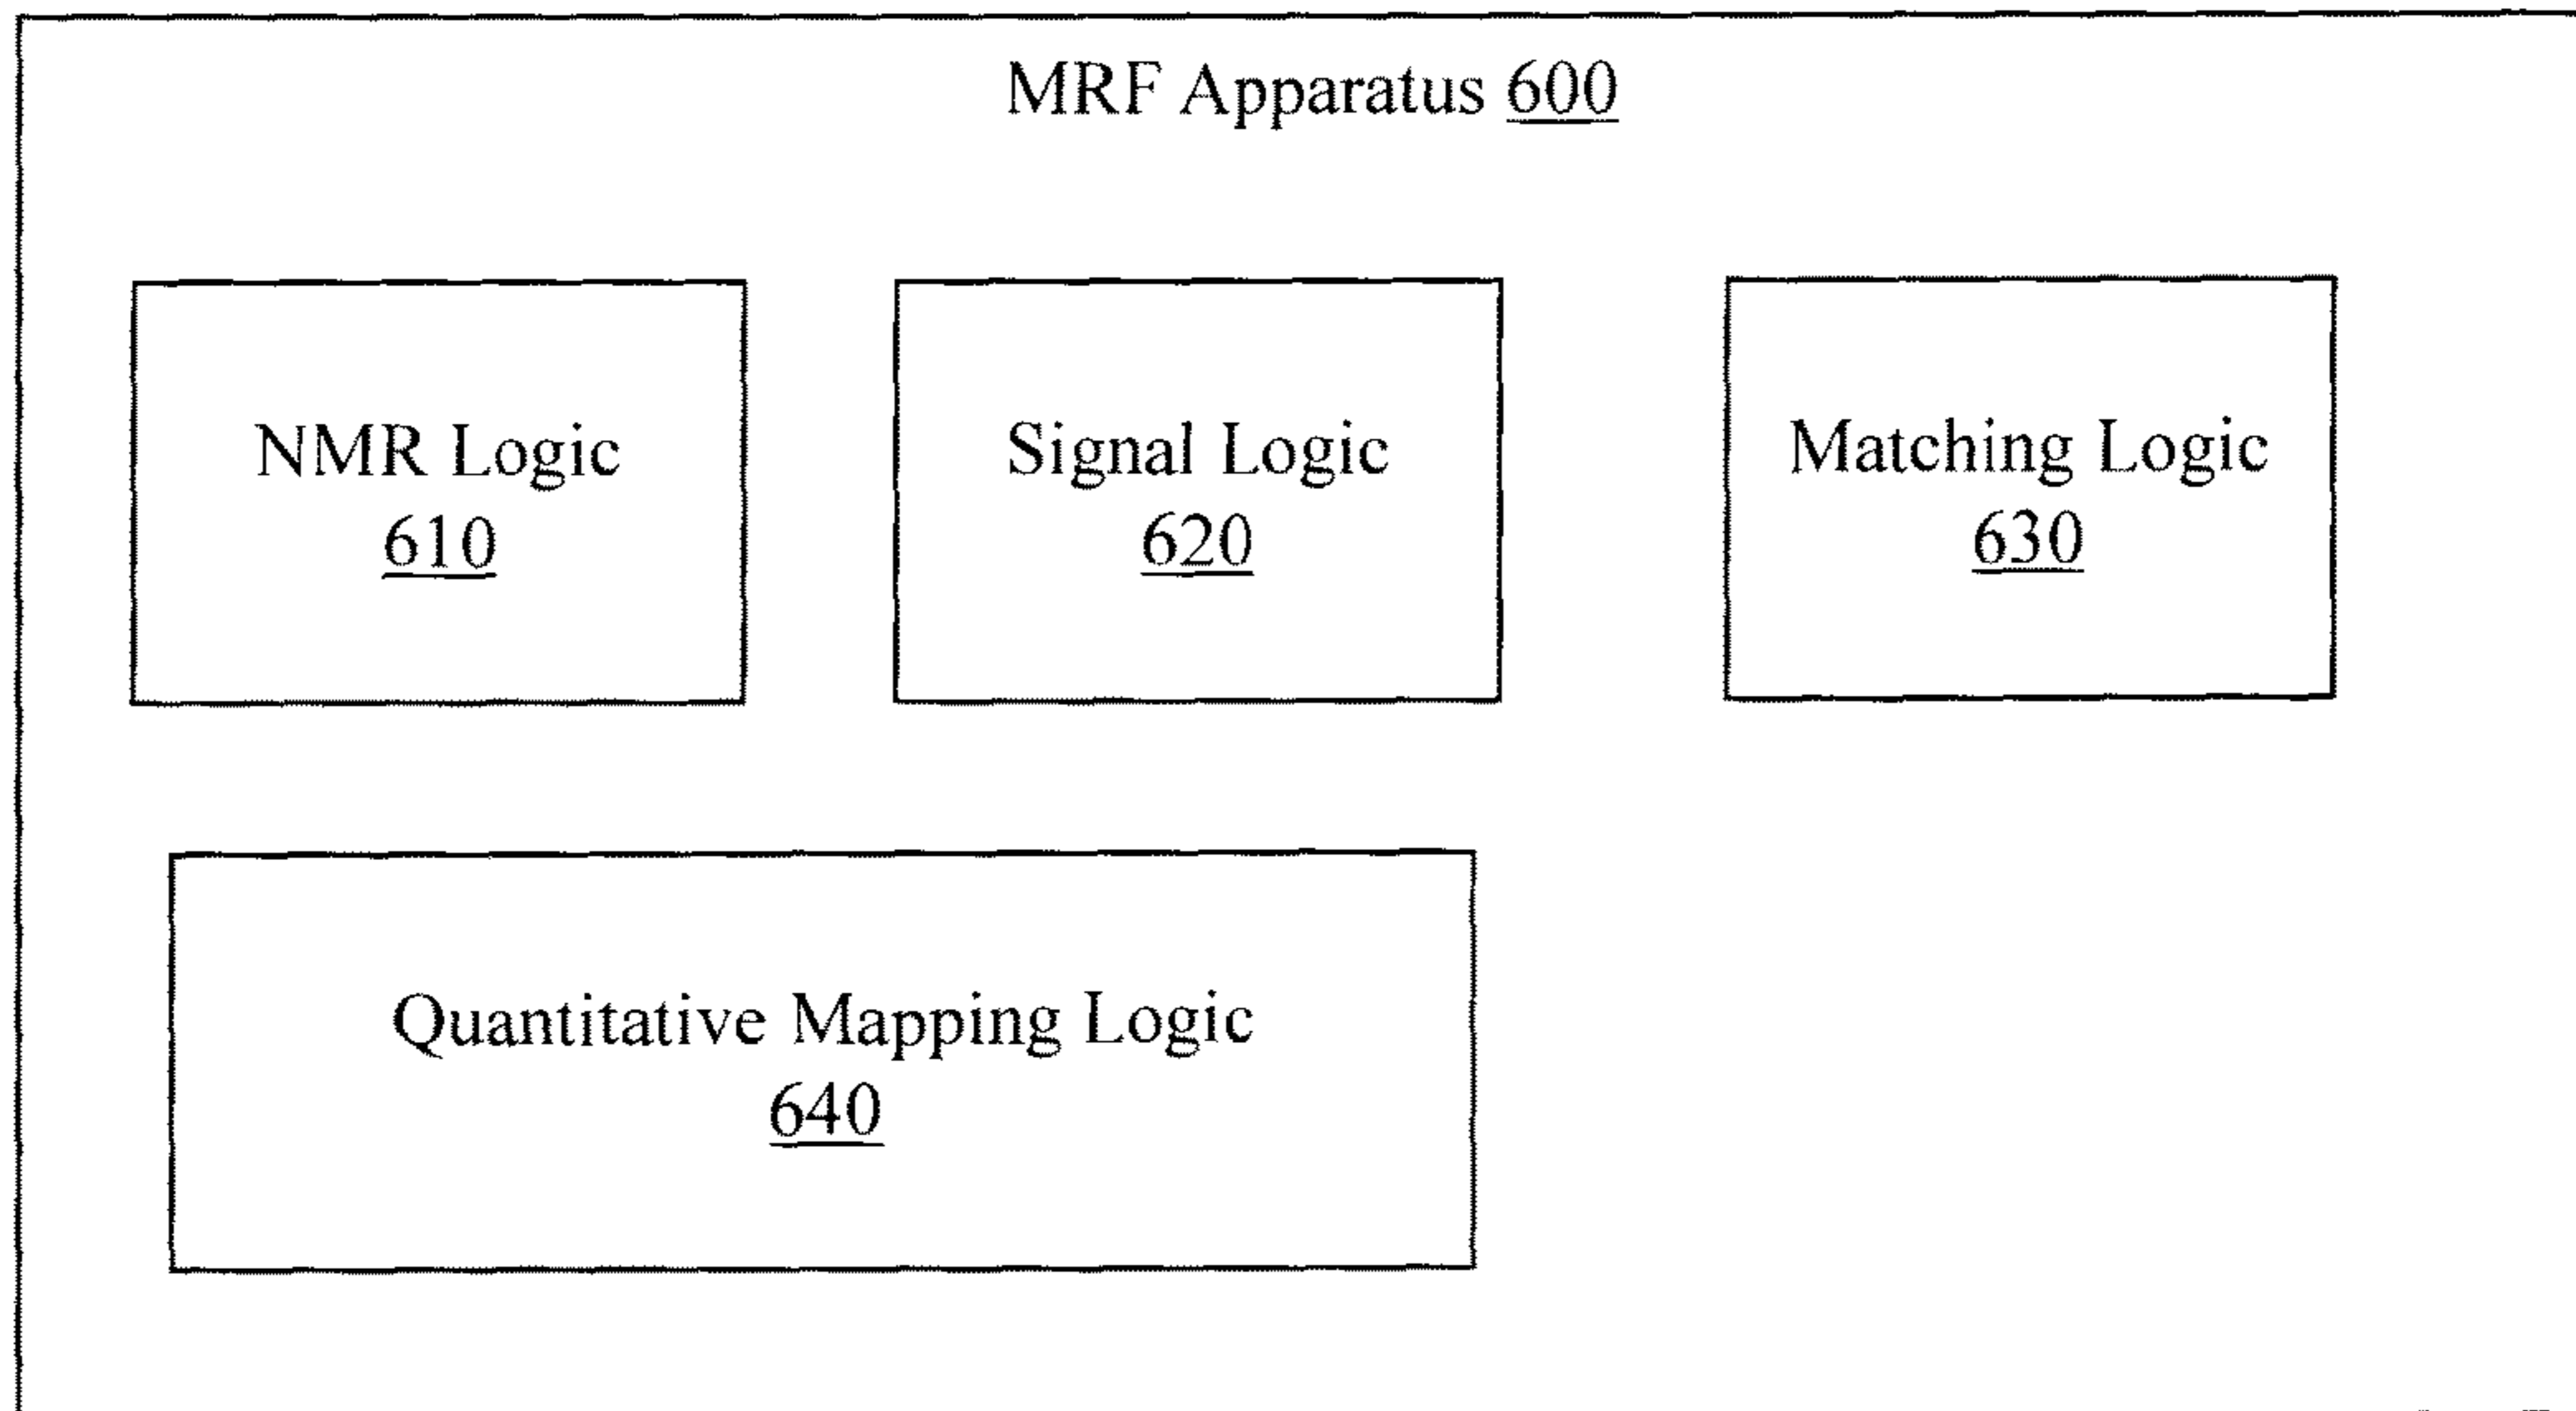 MRF Apparatus 600
NMR Logic
610
Signal Logic
620
Matching Logic
630
Quantitative Mapping Logic
640